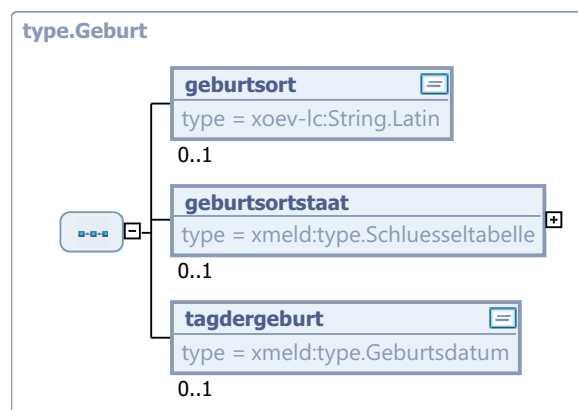 type.Geburt
geburtsort
type = xoev-lc:String.Latin
0..1
geburtsortstaat
type = xmeld:type.Schluesseltabelle
0..1
tagdergeburt
type = xmeld:type.Geburtsdatum
0..1